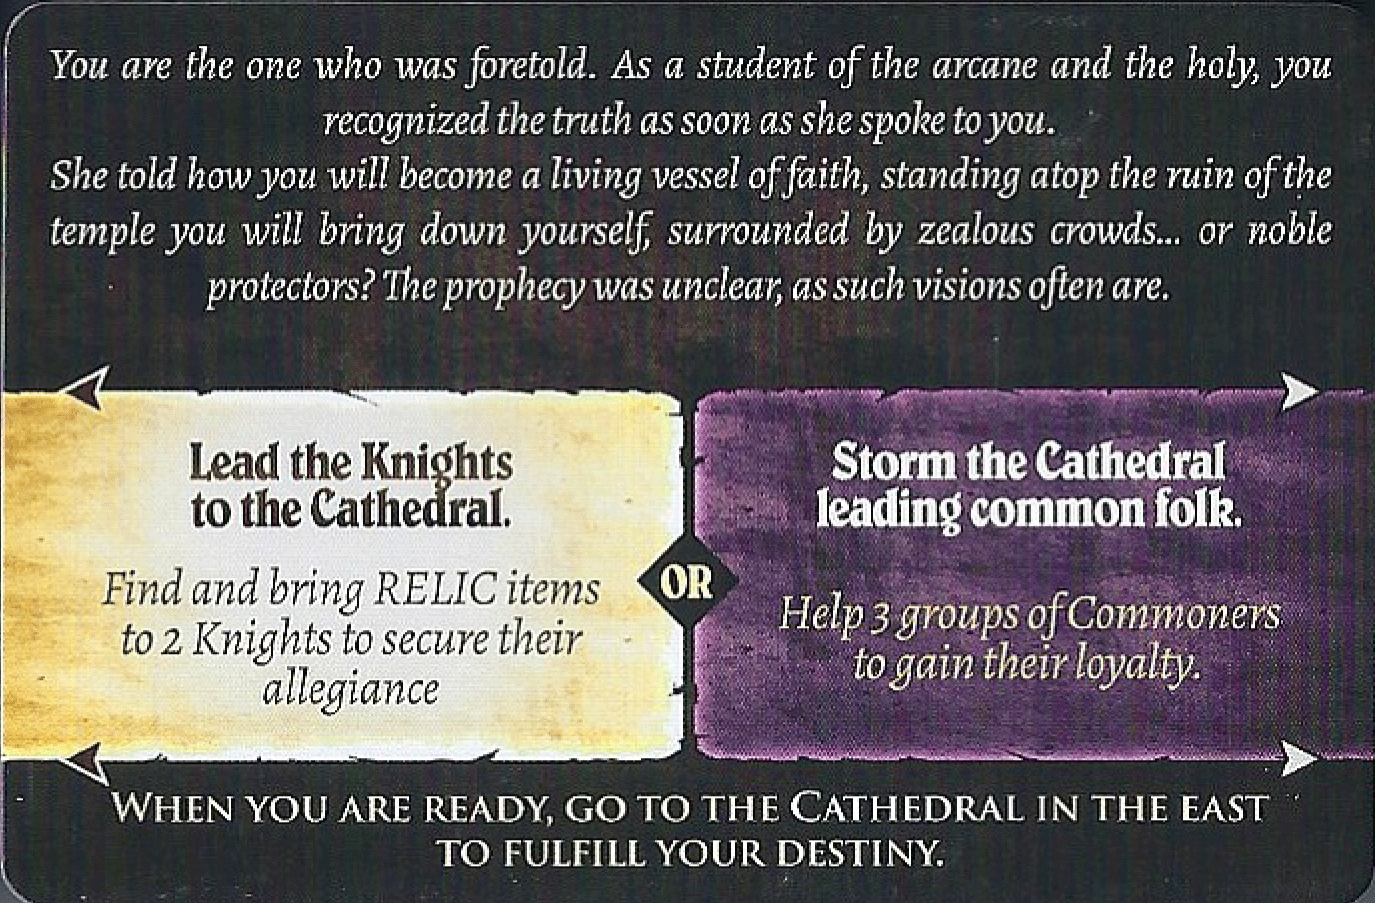 You are the one who was foretold. As a student of the arcane and the holy, you
recognized the truth as soon as she spoke to you.
She told how you will become a living vessel of faith, standing atop the ruin of the
temple you will bring down yourself, surrounded by zealous crowds... or noble
protectors? The prophecy was unclear, as such visions often are.
Lead the Knights
to the Cathedral.
Find and bring RELIC items
to 2 Knights to secure their
allegiance
OR
Storm the Cathedral
leading common folk.
Help 3 groups of Commoners
to gain their loyalty.
WHEN YOU ARE READY, GO TO THE CATHEDRAL IN THE EAST
TO FULFILL YOUR DESTINY.